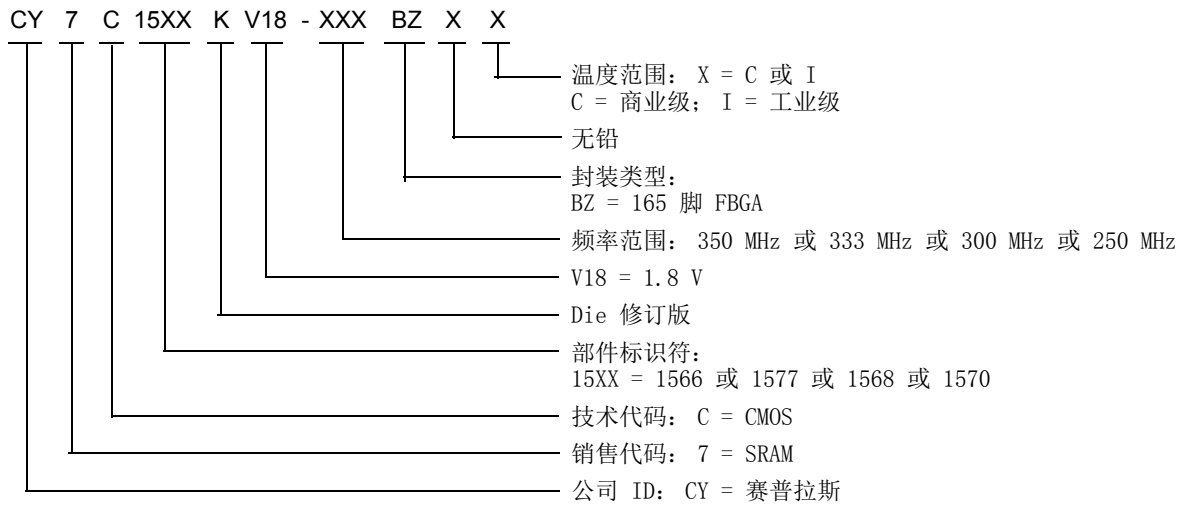 CY 7 C 15XX K V18 - XXX BZ X X
温度范围: X = C 或 I
C = 商业级; I = 工业级
无铅
封装类型:
BZ = 165 脚 FBGA
频率范围: 350 MHz 或 333 MHz 或 300 MHz 或 250 MHz
V18 = 1.8 V
Die 修订版
部件标识符:
15XX = 1566 或 1577 或 1568 或 1570
技术代码: C = CMOS
销售代码: 7 = SRAM
公司 ID: CY = 赛普拉斯